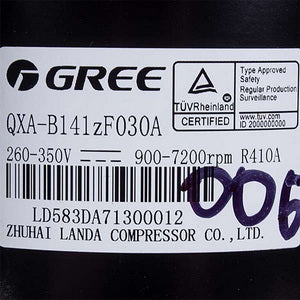 GREE
TÜVRheinland
CERTIFIED
Type Approved
Safety
Regular Production
Surveillance
www.tuv.com
ID 2000000000
QXA-B141zF030A
260-350V ⎓ 900-7200rpm R410A
006
LD583DA71300012
ZHUHAI LANDA COMPRESSOR CO.,LTD.